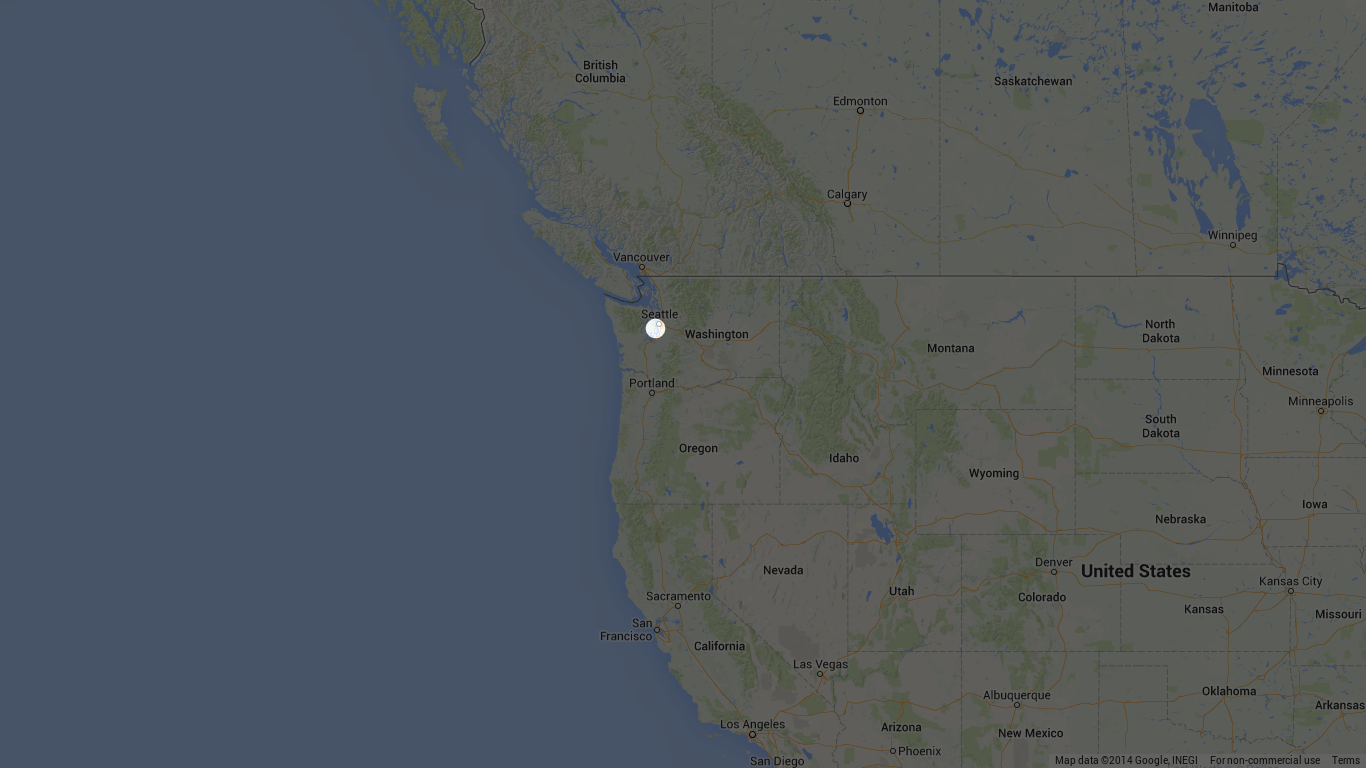 Manitoba
British
Columbia
Saskatchewan
Edmonton
Calgary
Winnipeg
Vancouver
Seattle
Washington
North
Dakota
Montana
Minnesota
Portland
Minneapolis
South
Dakota
Oregon
Idaho
Wyoming
Iowa
Nebraska
Denver
United States
Nevada
Kansas City
Utah
Sacramento
Colorado
Kansas
Missouri
San
Francisco
California
Las Vegas
Albuquerque
Oklahoma
Arkansas
Los Angeles
Arizona
New Mexico
Phoenix
San Diego
Map data ©2014 Google, INEGI For non-commercial use Terms